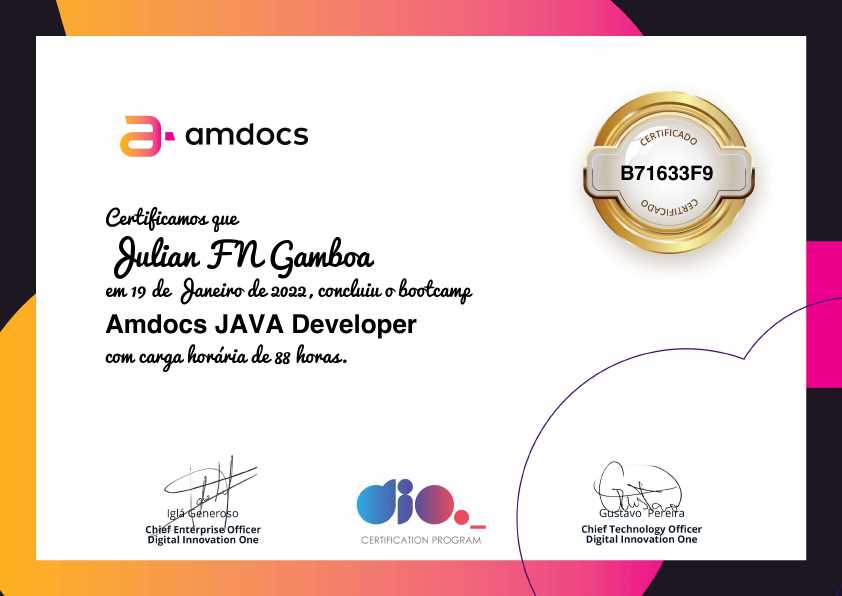 amdocs
CERTIFICADO
B71633F9
CERTIFICADO
Certificamos que
Julian FN Gamboa
em 19 de Janeiro de 2022, concluiu o bootcamp
Amdocs JAVA Developer
com carga horária de 88 horas.
Iglá Generoso
Chief Enterprise Officer
Digital Innovation One
dio._
CERTIFICATION PROGRAM
Gustavo
Gustavo Pereira
Chief Technology Officer
Digital Innovation One